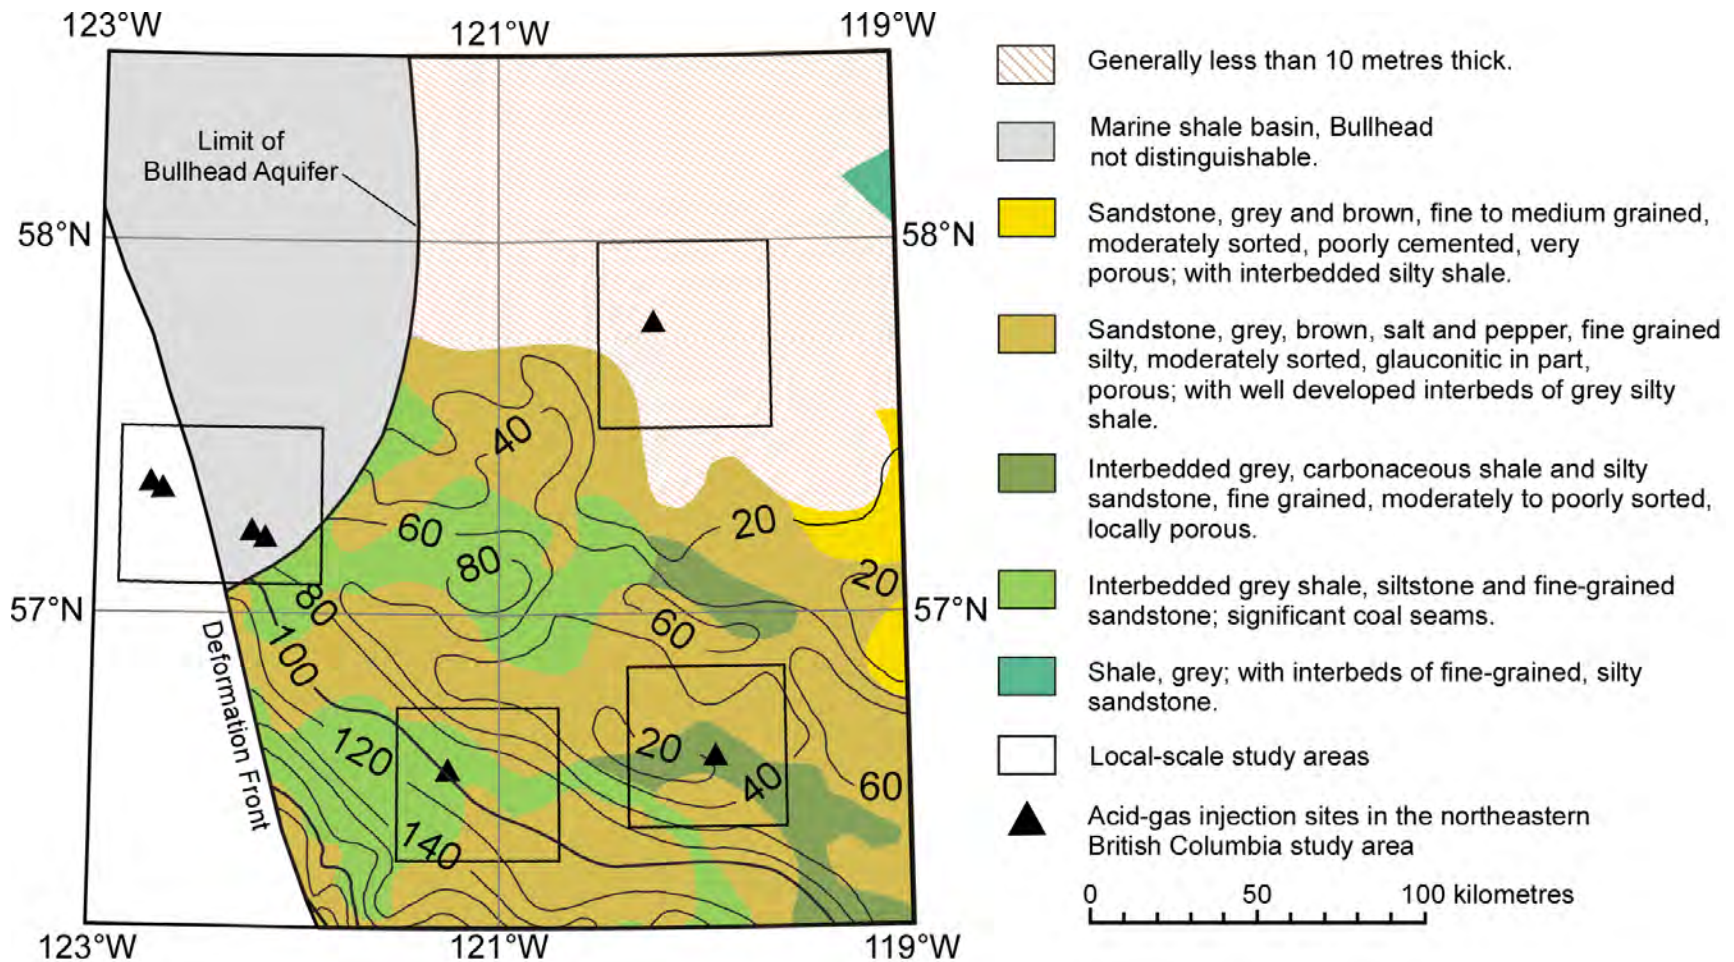 123°W
121°W
119°W
Limit of
Bullhead Aquifer
58°N
58°N
40
60
20
80
20
57°N
57°N
80
60
100
Deformation Front
120
20
40
60
140
123°W
121°W
119°W
Generally less than 10 metres thick.
Marine shale basin, Bullhead
not distinguishable.
Sandstone, grey and brown, fine to medium grained,
moderately sorted, poorly cemented, very
porous; with interbedded silty shale.
Sandstone, grey, brown, salt and pepper, fine grained
silty, moderately sorted, glauconitic in part,
porous; with well developed interbeds of grey silty
shale.
Interbedded grey, carbonaceous shale and silty
sandstone, fine grained, moderately to poorly sorted,
locally porous.
Interbedded grey shale, siltstone and fine-grained
sandstone; significant coal seams.
Shale, grey; with interbeds of fine-grained, silty
sandstone.
Local-scale study areas
Acid-gas injection sites in the northeastern
British Columbia study area
0 50 100 kilometres